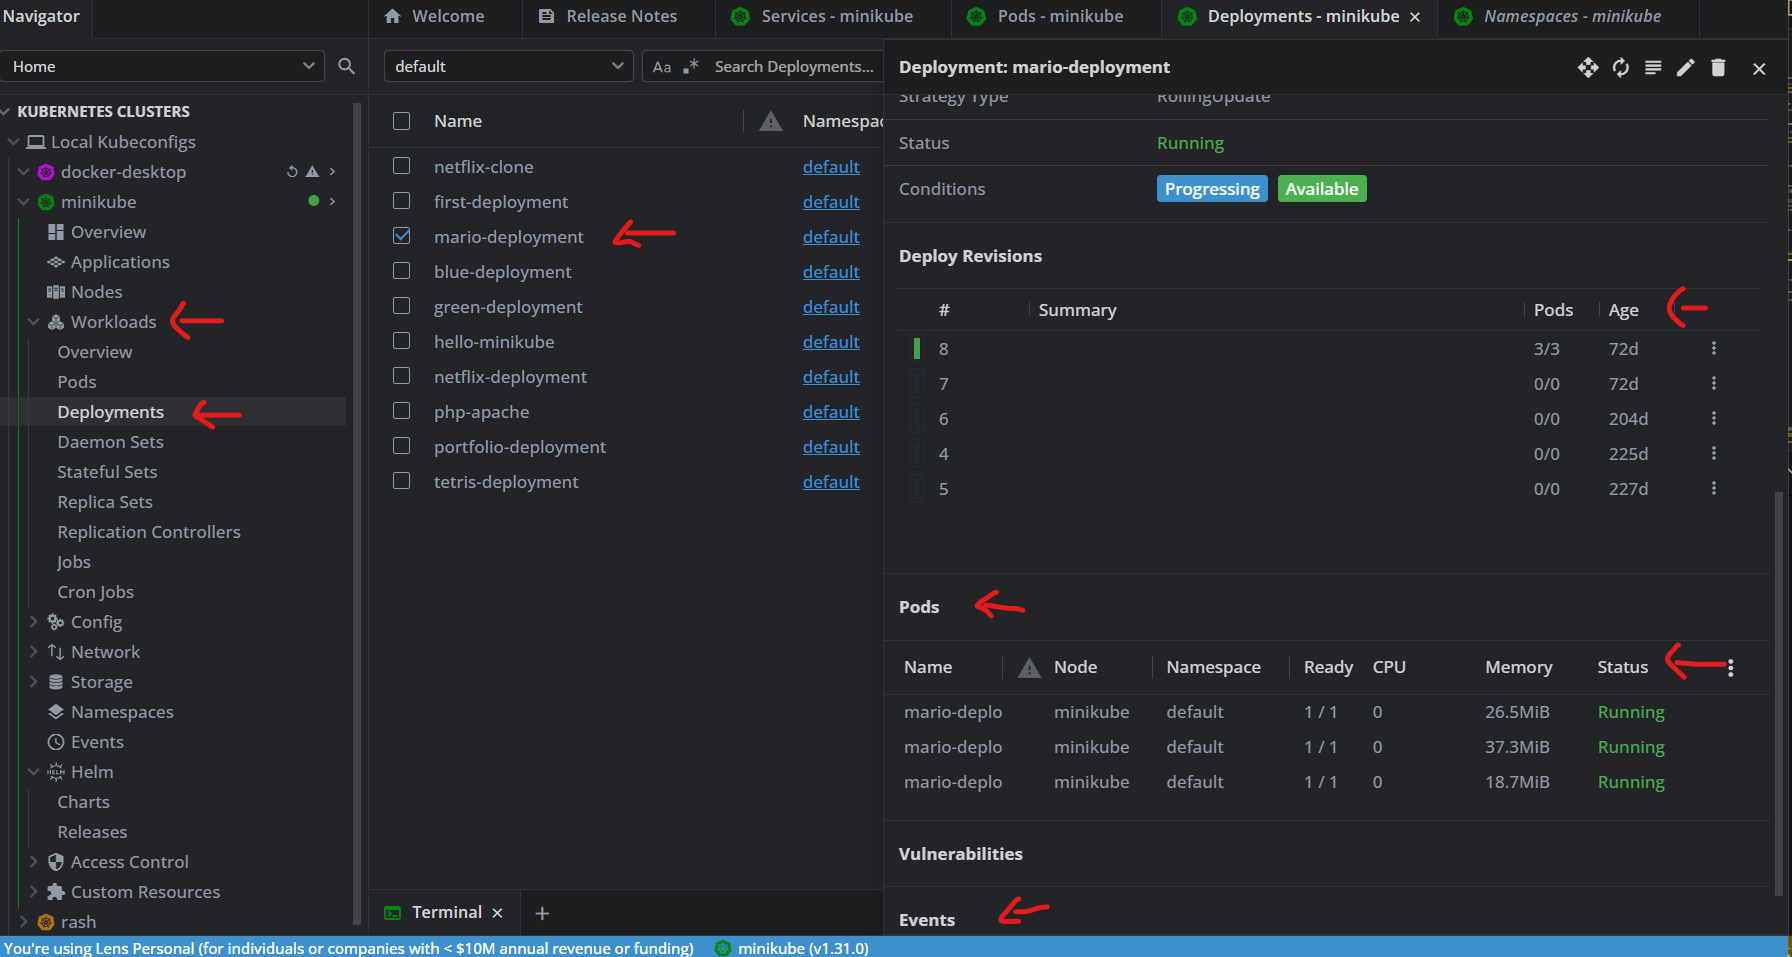 Navigator
Welcome
Release Notes
Services - minikube
Pods - minikube
Deployments - minikube
Namespaces - minikube
Home
default
Aa .* Search Deployments...
Deployment: mario-deployment
KUBERNETES CLUSTERS
Local Kubeconfigs
docker-desktop
minikube
Overview
Applications
Nodes
Workloads
Overview
Pods
Deployments
Daemon Sets
Stateful Sets
Replica Sets
Replication Controllers
Jobs
Cron Jobs
Config
Network
Storage
Namespaces
Events
HELM Helm
Charts
Releases
Access Control
Custom Resources
rash
Name Namespac
netflix-clone default
first-deployment default
mario-deployment default
blue-deployment default
green-deployment default
hello-minikube default
netflix-deployment default
php-apache default
portfolio-deployment default
tetris-deployment default
Terminal
Strategy Type RollingUpdate
Status Running
Conditions Progressing Available
Deploy Revisions
# Summary Pods Age
8 3/3 72d
7 0/0 72d
6 0/0 204d
4 0/0 225d
5 0/0 227d
Pods
Name Node Namespace Ready CPU Memory Status
mario-deplo minikube default 1 / 1 0 26.5MiB Running
mario-deplo minikube default 1 / 1 0 37.3MiB Running
mario-deplo minikube default 1 / 1 0 18.7MiB Running
Vulnerabilities
Events
You're using Lens Personal (for individuals or companies with < $10M annual revenue or funding) minikube (v1.31.0)